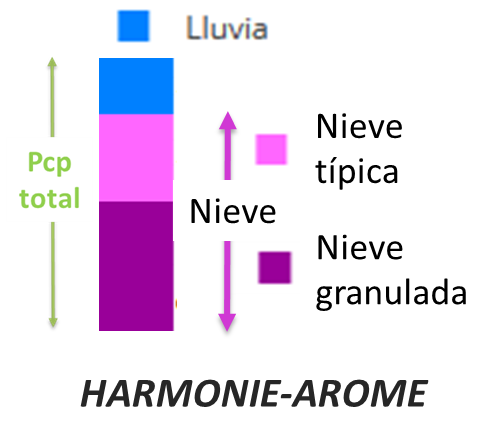 Lluvia
Pcp
total
Nieve
Nieve
típica
Nieve
granulada
HARMONIE-AROME